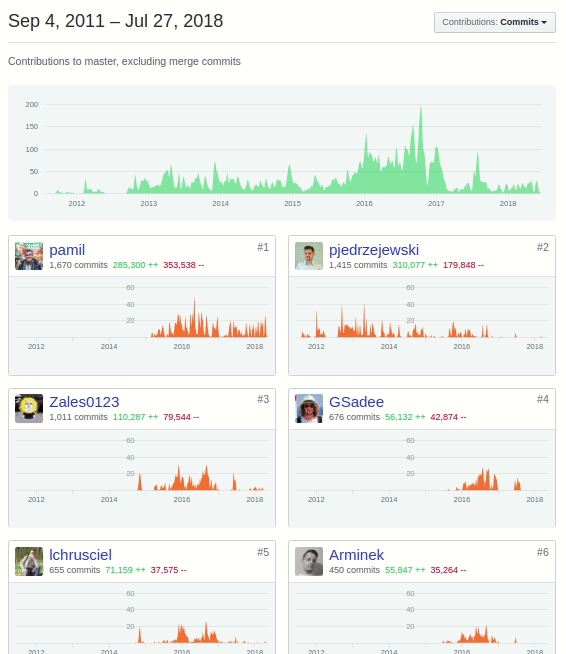 Sep 4, 2011 – Jul 27, 2018
Contributions: Commits
Contributions to master, excluding merge commits
200
150
100
50
0
2012 2013 2014 2015 2016 2017 2018
pamil #1
1,670 commits 285,300 ++ 353,538 --
60
40
20
2012 2014 2016 2018
pjedrzejewski #2
1,415 commits 310,077 ++ 179,848 --
60
40
20
2012 2014 2016 2018
Zales0123 #3
1,011 commits 110,287 ++ 79,544 --
60
40
20
2012 2014 2016 2018
GSadee #4
676 commits 56,132 ++ 42,874 --
60
40
20
2012 2014 2016 2018
lchrusciel #5
655 commits 71,159 ++ 37,575 --
60
40
20
2012 2014 2016 2018
Arminek #6
450 commits 55,847 ++ 35,264 --
60
40
20
2012 2014 2016 2018